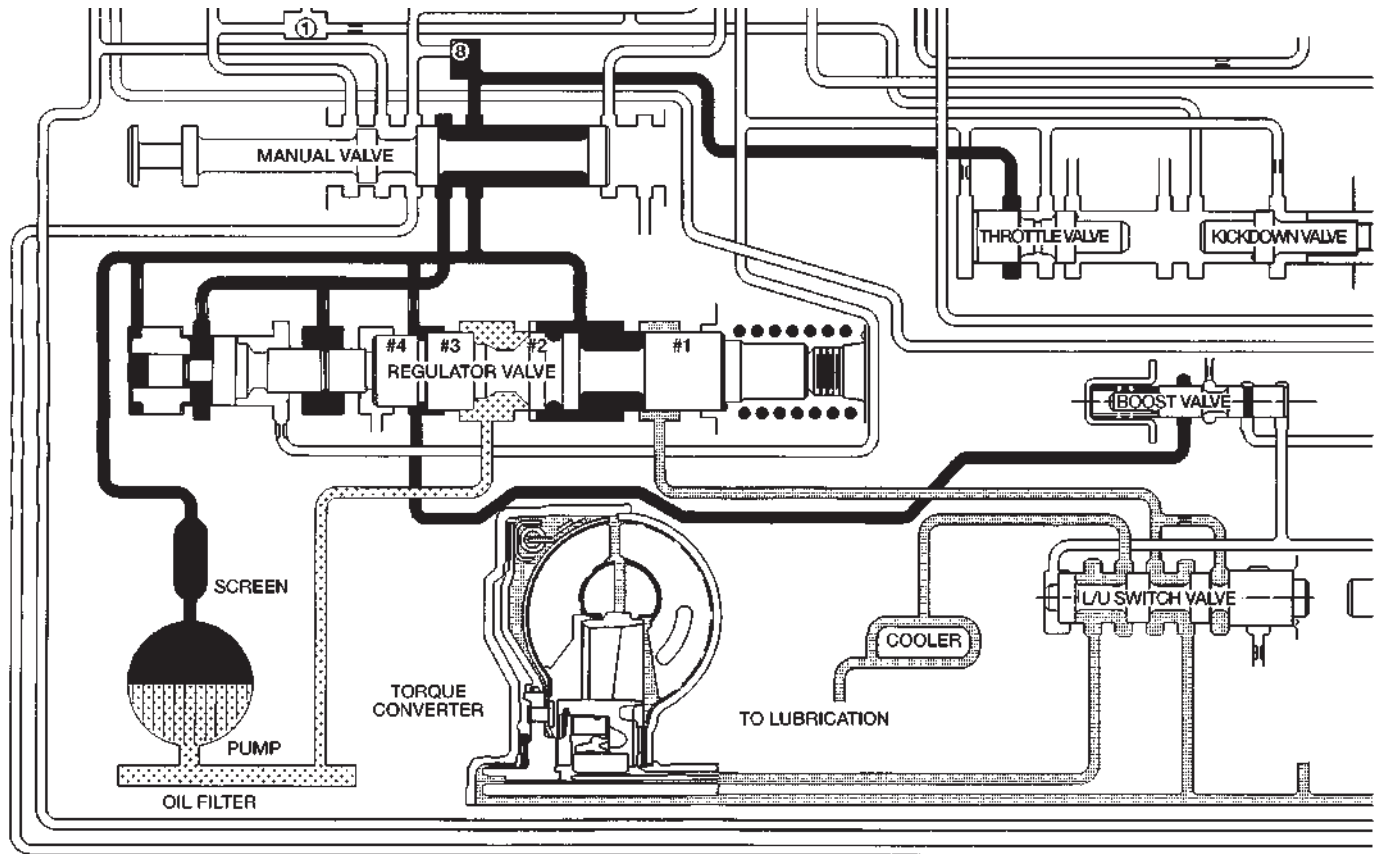 1
8
MANUAL VALVE
THROTTLE VALVE
KICKDOWN VALVE
#4
#3
#2
#1
REGULATOR VALVE
BOOST VALVE
SCREEN
L/U SWITCH VALVE
COOLER
TORQUE
CONVERTER
TO LUBRICATION
PUMP
OIL FILTER